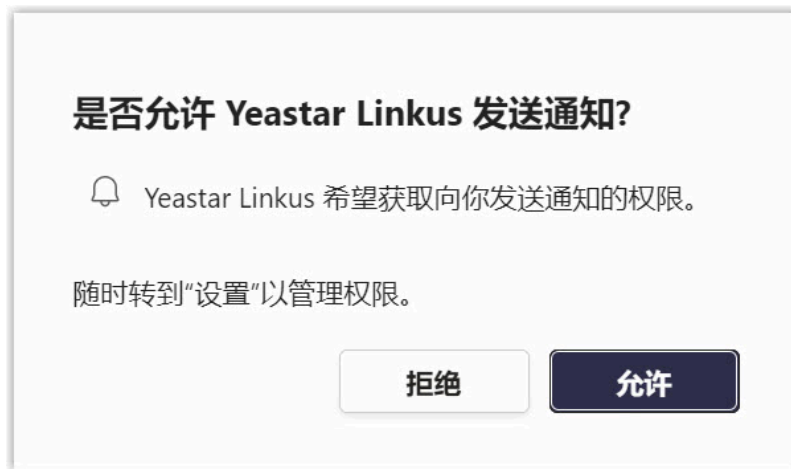 是否允许 Yeastar Linkus 发送通知?
Yeastar Linkus 希望获取向你发送通知的权限。
随时转到“设置”以管理权限。
拒绝
允许